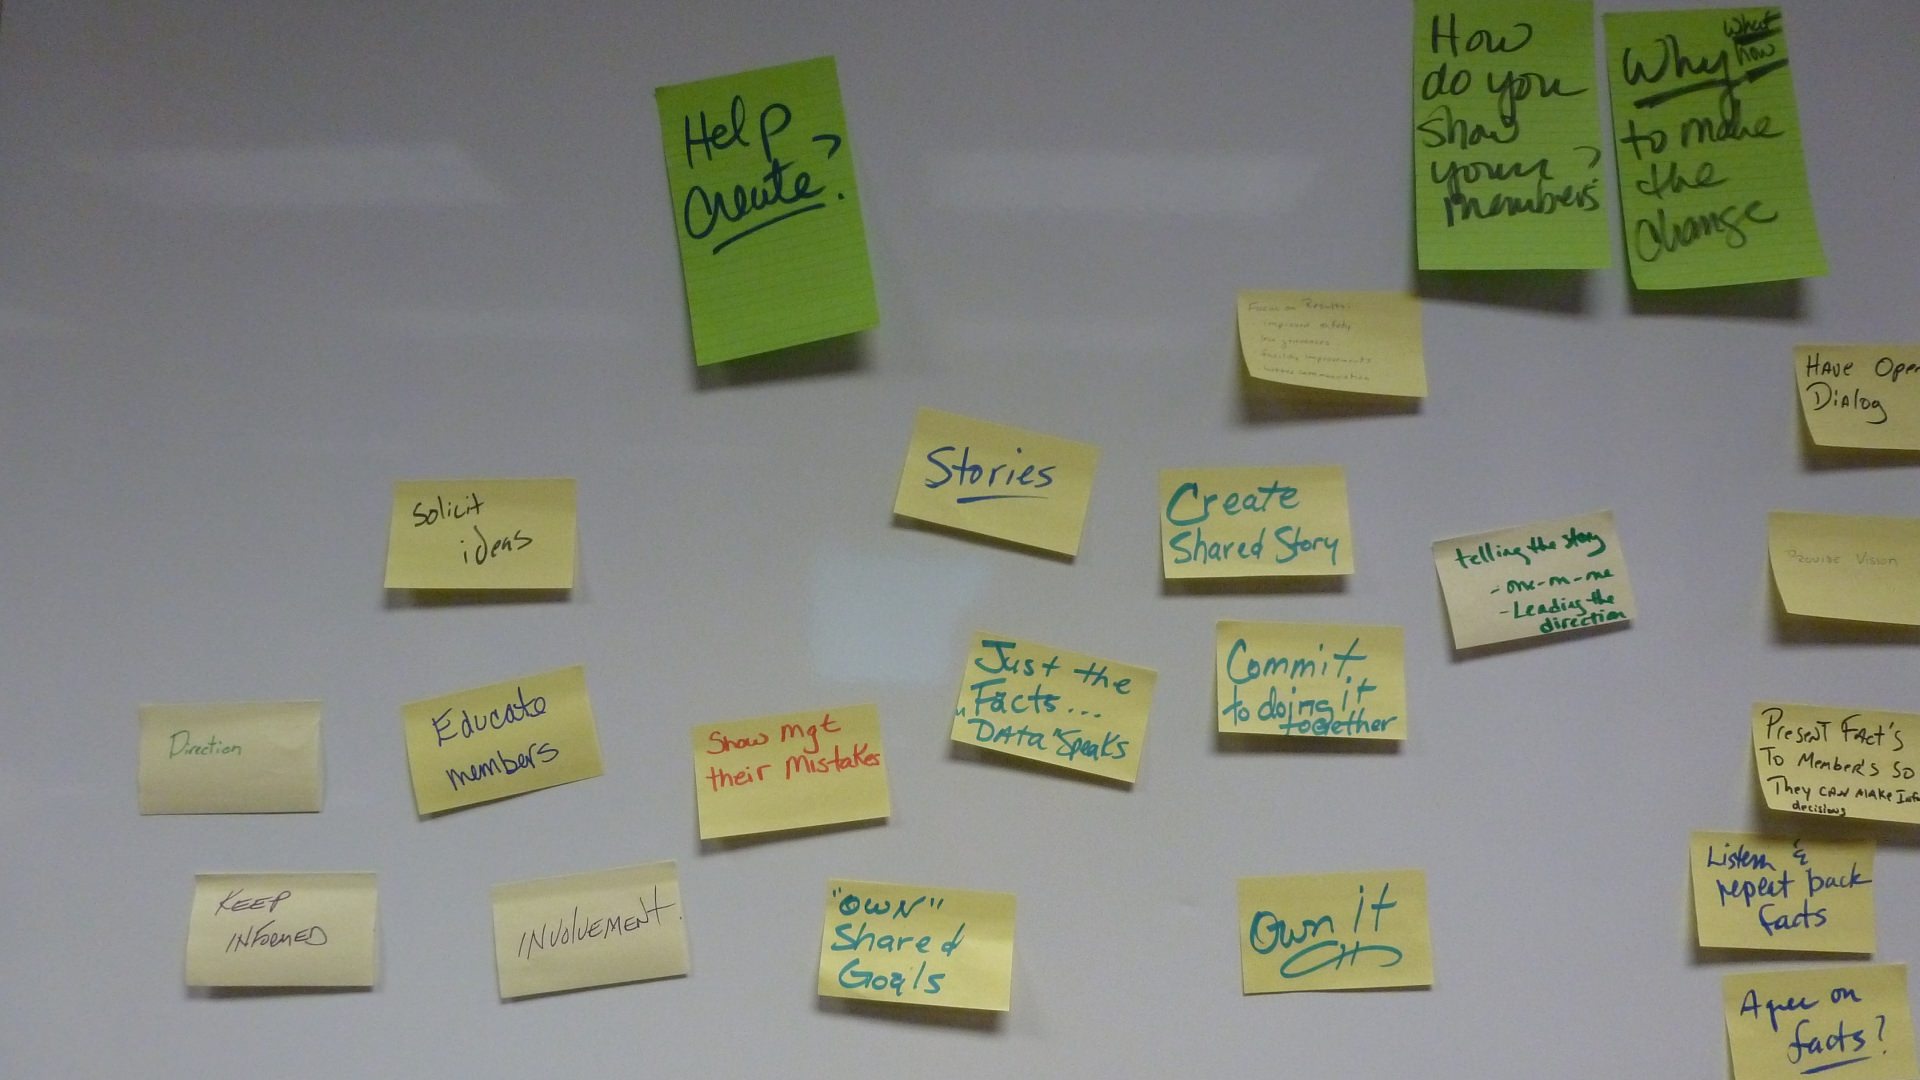 Help
Create?
How
do you
show
your
members?
Why
what
how
to make
the
change
Focus on Results:
improved safety
facility improvements
Have Open
Dialog
Stories
Solicit
ideas
Create
Shared Story
telling the story
- one-on-one
- Leading the
direction
Provide Vision
Just the
Facts...
"DATA" Speaks
Commit
to doing it
together
Direction
Educate
members
Show Mgt
their Mistakes
Present Fact's
To Member's so
They can make Info
decisions
Listen &
repeat back
facts
Keep
Informed
Involvement.
"Own"
Shared
Goals
Own it
Agree on
facts?